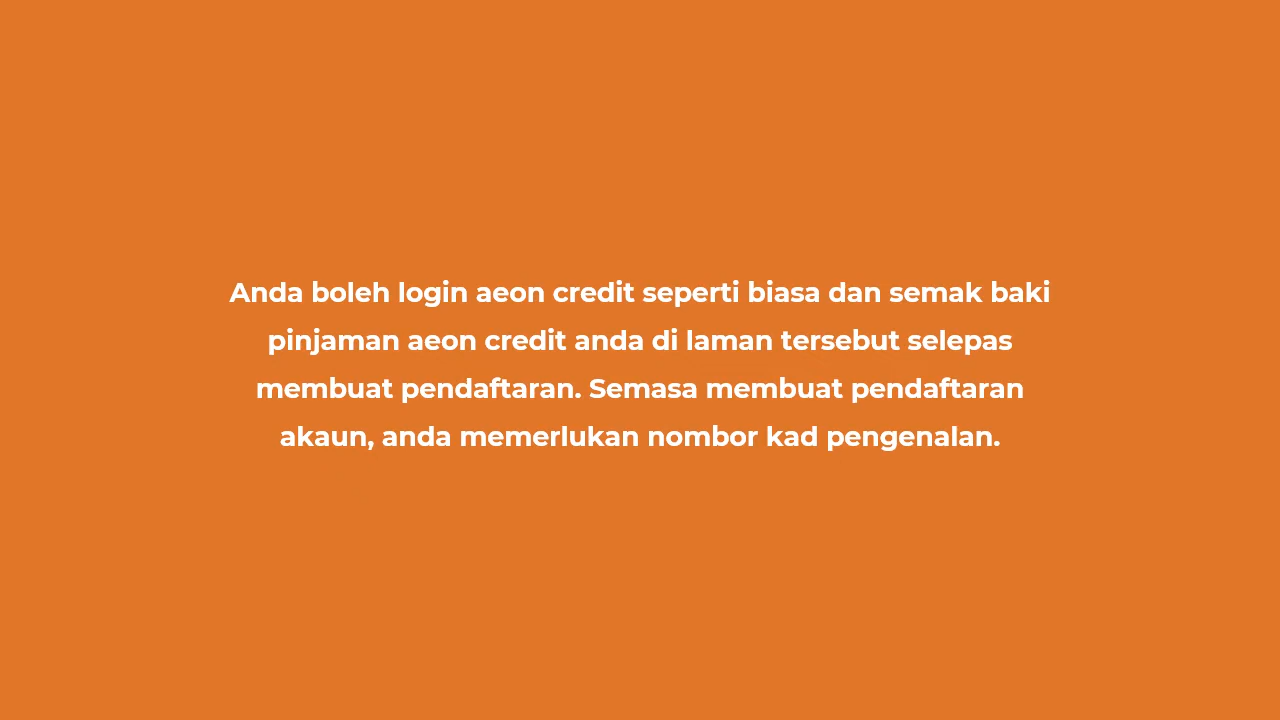 Anda boleh login aeon credit seperti biasa dan semak baki
pinjaman aeon credit anda di laman tersebut selepas
membuat pendaftaran. Semasa membuat pendaftaran
akaun, anda memerlukan nombor kad pengenalan.